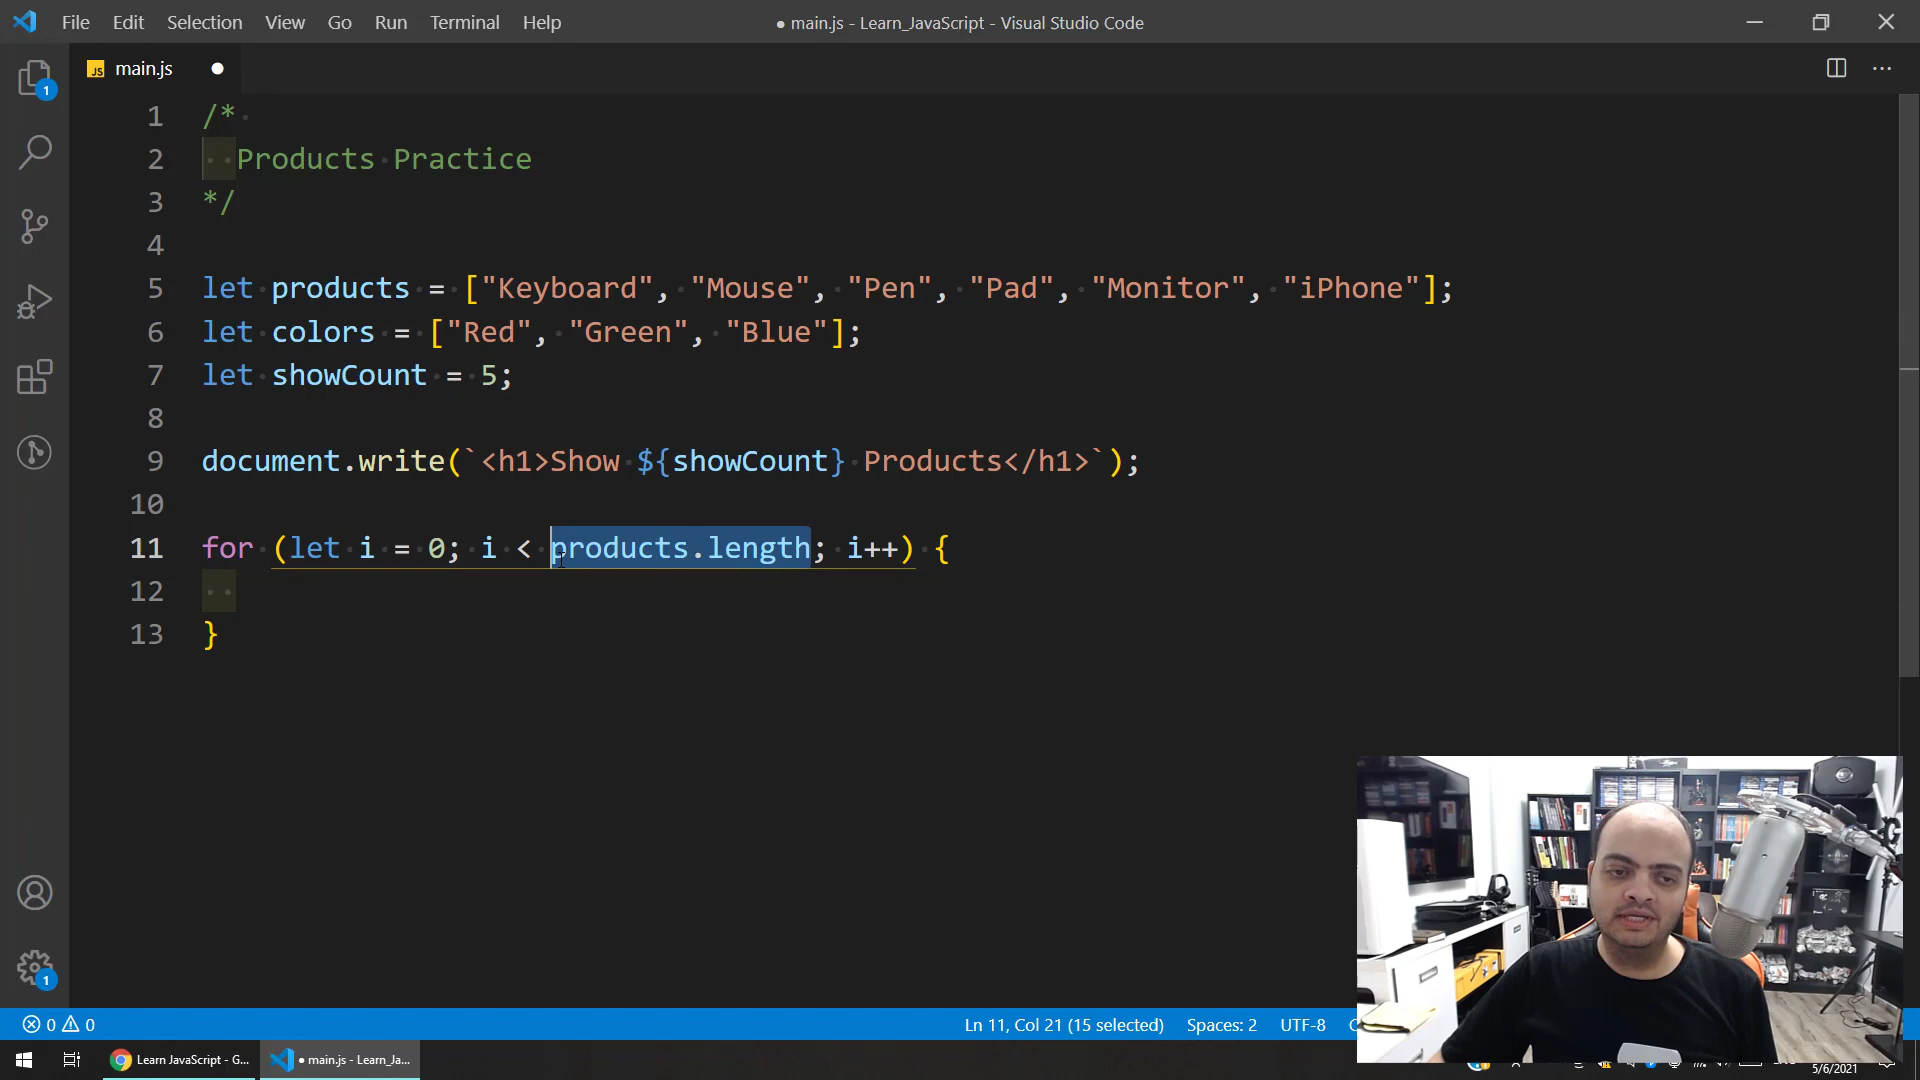 File Edit Selection View Go Run Terminal Help
● main.js - Learn_JavaScript - Visual Studio Code
JS main.js
1 /*
2 Products Practice
3 */
4
5 let products = ["Keyboard", "Mouse", "Pen", "Pad", "Monitor", "iPhone"];
6 let colors = ["Red", "Green", "Blue"];
7 let showCount = 5;
8
9 document.write(`<h1>Show ${showCount} Products</h1>`);
10
11 for (let i = 0; i < products.length; i++) {
12
13 }
1
1
0 0
Ln 11, Col 21 (15 selected) Spaces: 2 UTF-8
Learn JavaScript - G...
● main.js - Learn_Ja...
5/6/2021